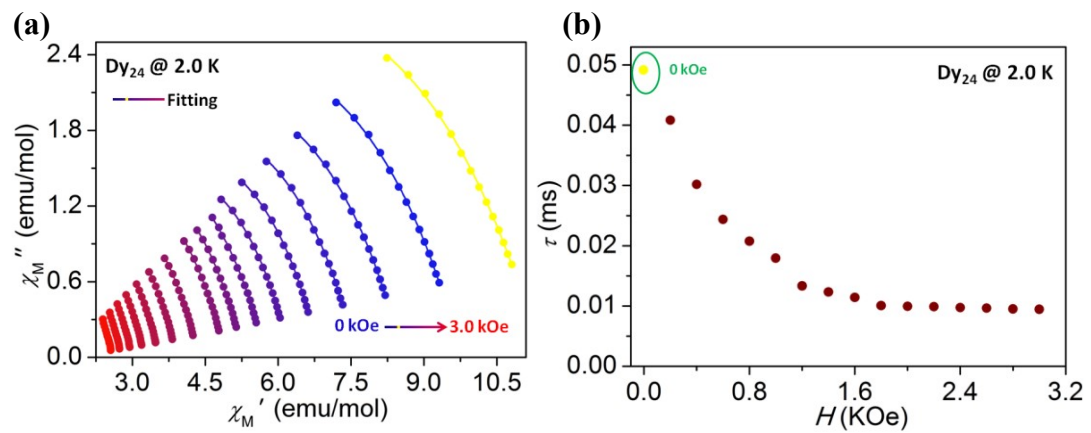 (a)
2.4
1.8
1.2
0.6
0.0
χM″ (emu/mol)
Dy24 @ 2.0 K
Fitting
0 kOe
3.0 kOe
3.0 4.5 6.0 7.5 9.0 10.5
χM′ (emu/mol)
(b)
0.05
0.04
0.03
0.02
0.01
0.00
τ (ms)
0 kOe
Dy24 @ 2.0 K
0.0 0.8 1.6 2.4 3.2
H (KOe)